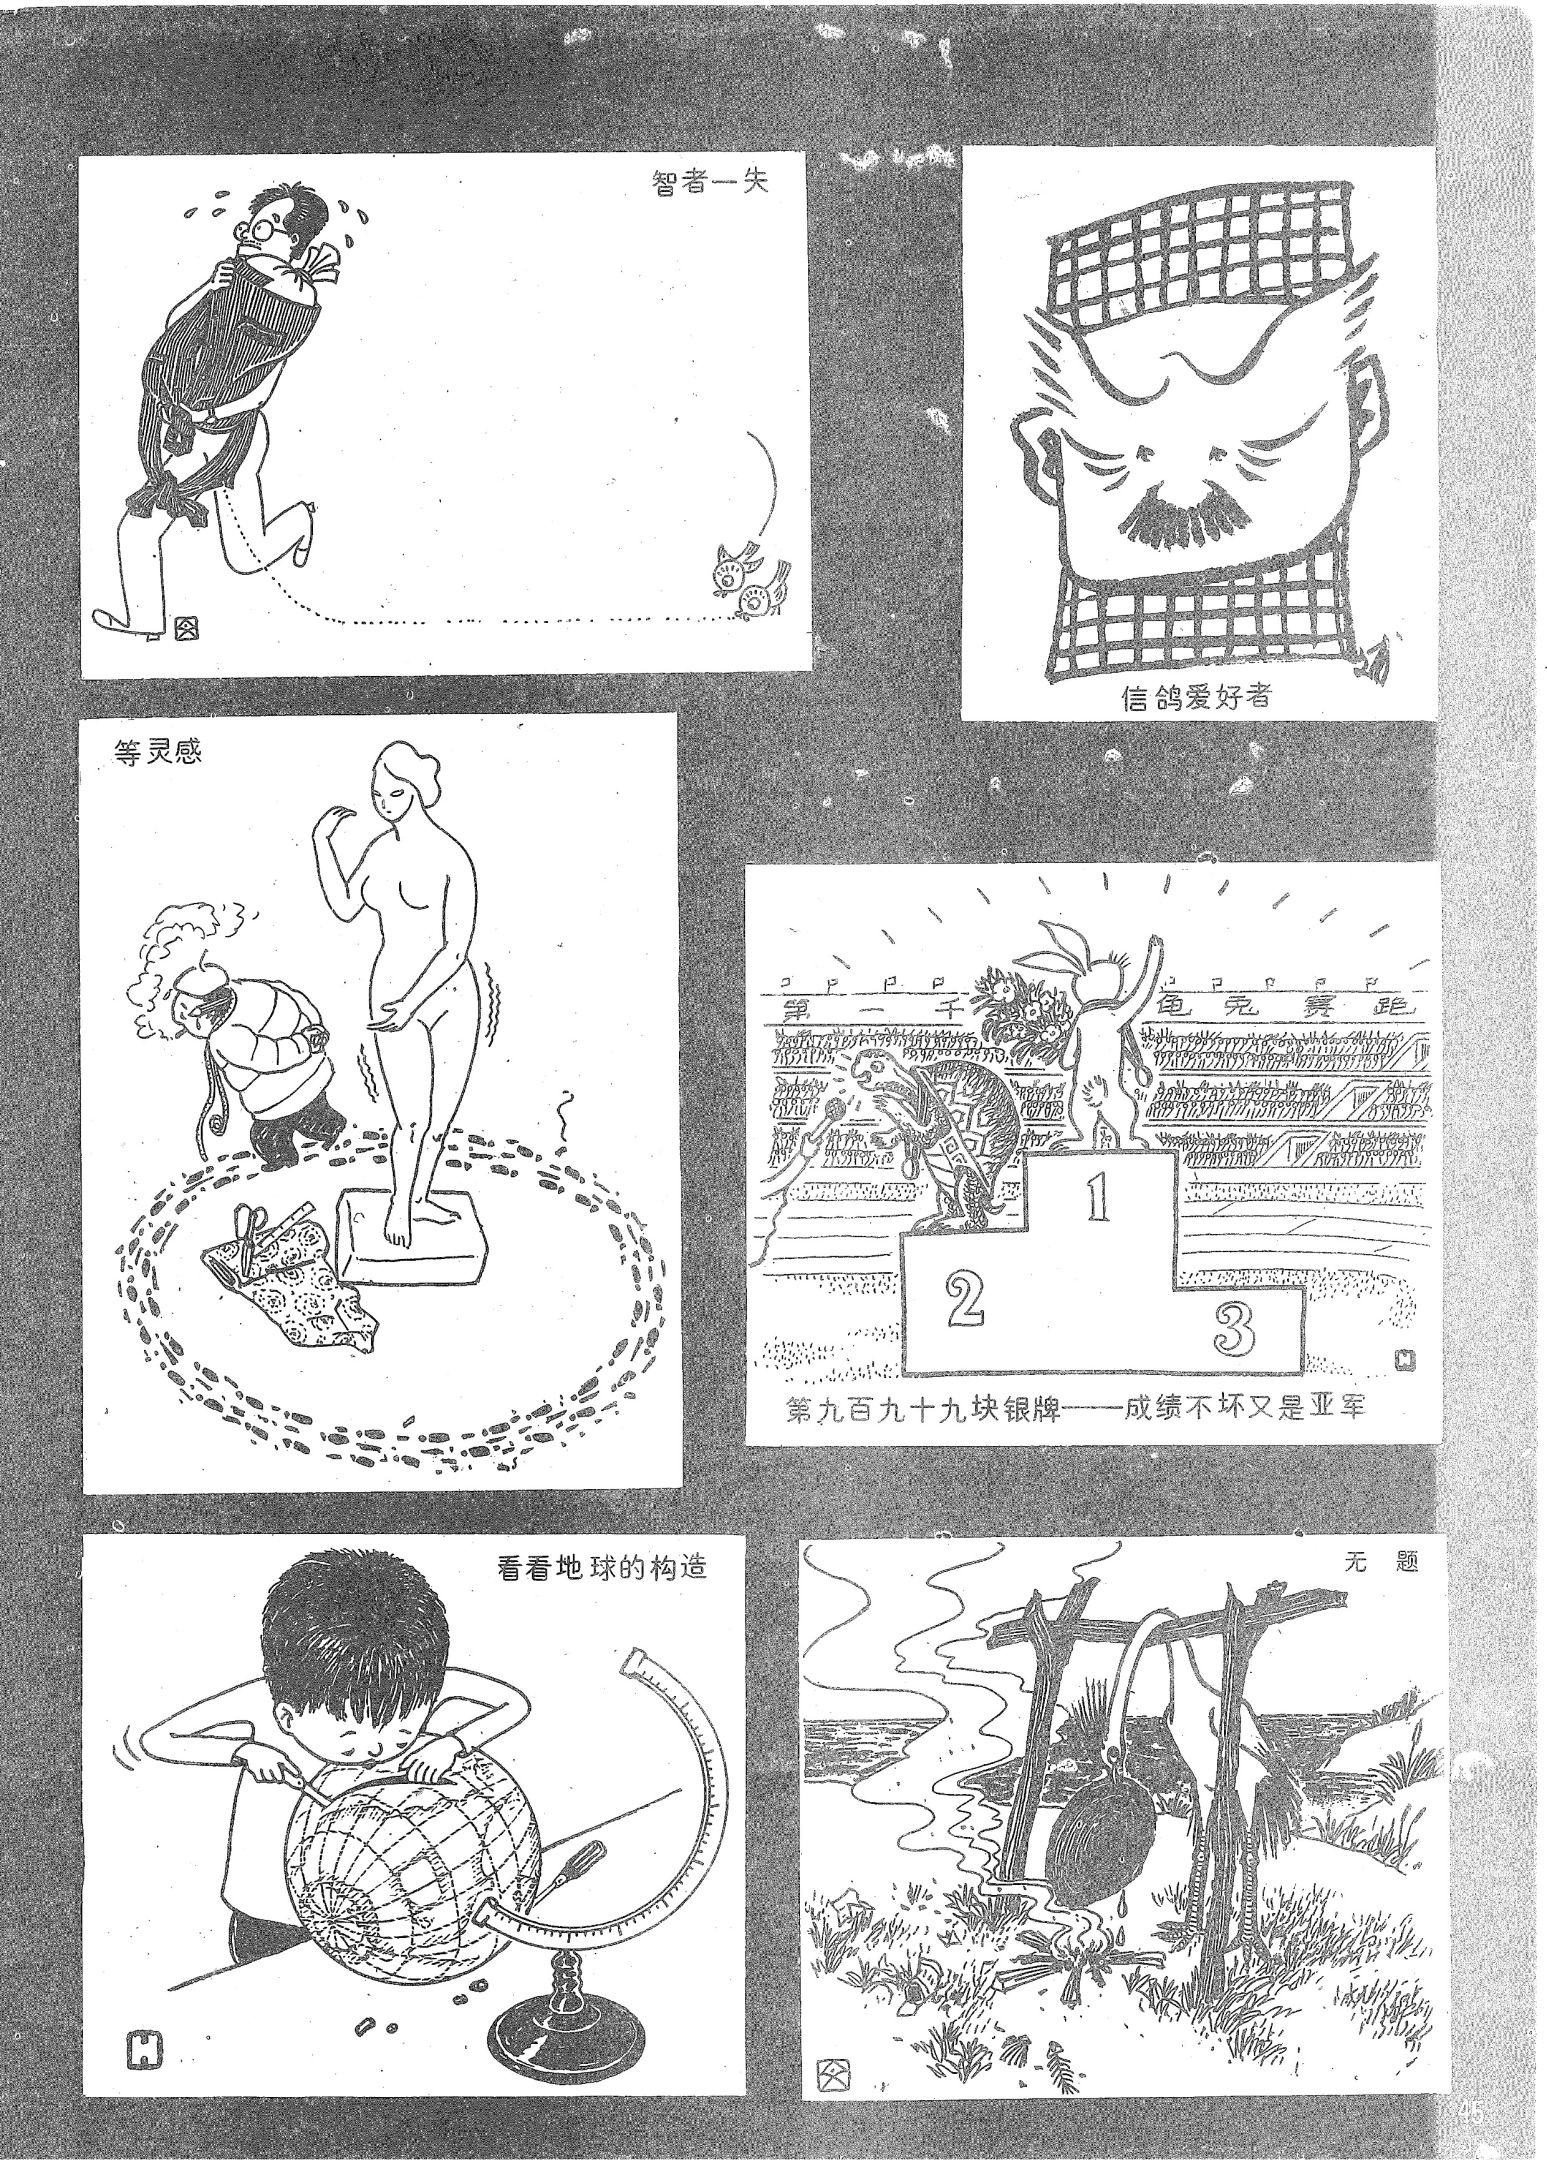 智者一失
信鸽爱好者
等灵感
第一千
龟兔赛跑
1
2
3
第九百九十九块银牌——成绩不坏又是亚军
看看地球的构造
无题
45